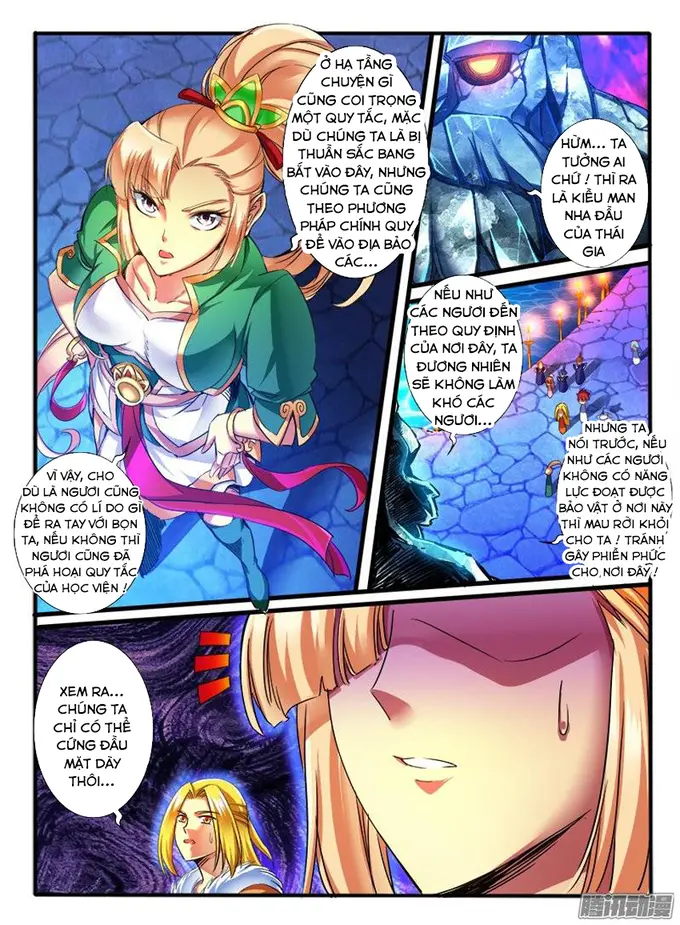 Ở HẠ TẦNG
CHUYỆN GÌ
CŨNG COI TRỌNG
MỘT QUY TẮC, MẶC
DÙ CHÚNG TA LÀ BỊ
THUẦN SẮC BANG
BẮT VÀO ĐÂY, NHƯNG
CHÚNG TA CŨNG
THEO PHƯƠNG
PHÁP CHÍNH QUY
ĐỂ VÀO ĐỊA BẢO
CÁC...
VÌ VẬY, CHO
DÙ LÀ NGƯƠI CŨNG
KHÔNG CÓ LÍ DO GÌ
ĐỂ RA TAY VỚI BỌN
TA, NẾU KHÔNG THÌ
NGƯƠI CŨNG ĐÃ
PHÁ HOẠI QUY TẮC
CỦA HỌC VIỆN !
HỪM... TA
TƯỞNG AI
CHỨ ! THÌ RA
LÀ KIỀU MAN
NHA ĐẦU
CỦA THÁI
GIA
NẾU NHƯ
CÁC NGƯƠI ĐẾN
THEO QUY ĐỊNH
CỦA NƠI ĐÂY, TA
ĐƯƠNG NHIÊN
SẼ KHÔNG LÀM
KHÓ CÁC
NGƯƠI...
NHƯNG TA
NÓI TRƯỚC, NẾU
NHƯ CÁC NGƯƠI
KHÔNG CÓ NĂNG
LỰC ĐOẠT ĐƯỢC
BẢO VẬT Ở NƠI NÀY
THÌ MAU RỜI KHỎI
CHO TA ! TRÁNH
GÂY PHIỀN PHỨC
CHO NƠI ĐÂY !
XEM RA...
CHÚNG TA
CHỈ CÓ THỂ
CỨNG ĐẦU
MẶT DÀY
THÔI...
腾讯动漫